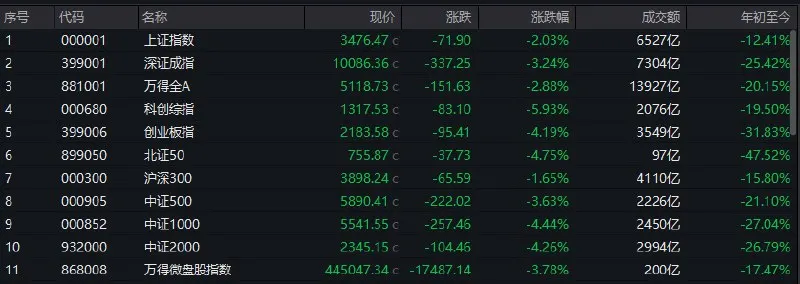 序号 代码 名称 现价 涨跌 涨跌幅 成交额 年初至今
1 000001 上证指数 3476.47 c -71.90 -2.03% 6527亿 -12.41%
2 399001 深证成指 10086.36 c -337.25 -3.24% 7304亿 -25.42%
3 881001 万得全A 5118.73 c -151.63 -2.88% 13927亿 -20.15%
4 000680 科创综指 1317.53 c -83.10 -5.93% 2076亿 -19.50%
5 399006 创业板指 2183.58 c -95.41 -4.19% 3549亿 -31.83%
6 899050 北证50 755.87 c -37.73 -4.75% 97亿 -47.52%
7 000300 沪深300 3898.24 c -65.59 -1.65% 4110亿 -15.80%
8 000905 中证500 5890.41 c -222.02 -3.63% 2226亿 -21.10%
9 000852 中证1000 5541.55 c -257.46 -4.44% 2450亿 -27.04%
10 932000 中证2000 2345.15 c -104.46 -4.26% 2994亿 -26.79%
11 868008 万得微盘股指数 445047.34 c -17487.14 -3.78% 200亿 -17.47%